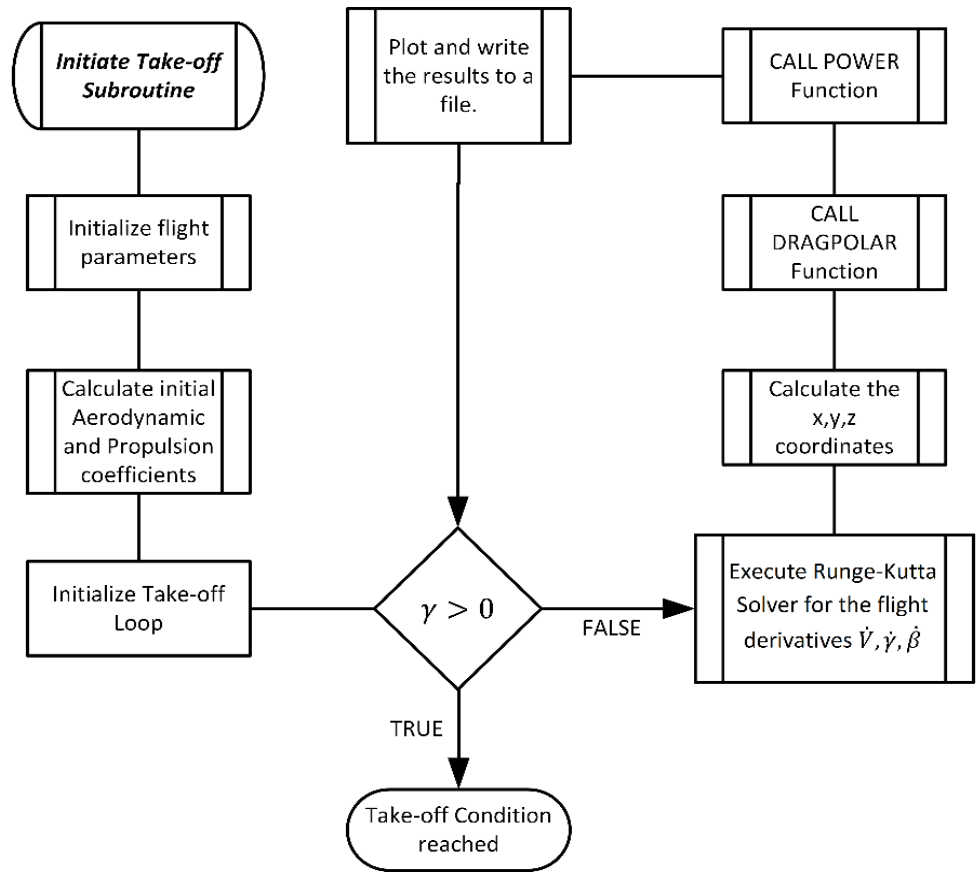 Initiate Take-off
Subroutine
Initialize flight
parameters
Calculate initial
Aerodynamic
and Propulsion
coefficients
Initialize Take-off
Loop
Plot and write
the results to a
file.
γ > 0
TRUE
Take-off Condition
reached
FALSE
CALL POWER
Function
CALL
DRAGPOLAR
Function
Calculate the
x,y,z
coordinates
Execute Runge-Kutta
Solver for the flight
derivatives V̇, γ̇, β̇